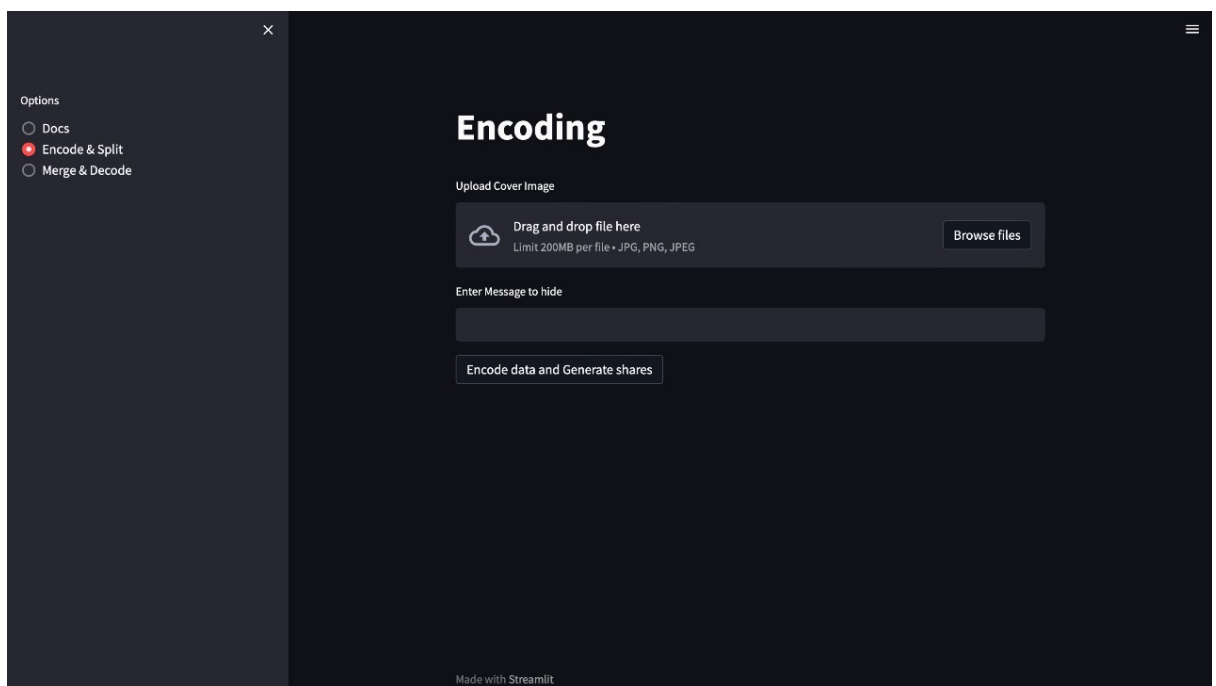 Options
Docs
Encode & Split
Merge & Decode
Encoding
Upload Cover Image
Drag and drop file here
Limit 200MB per file • JPG, PNG, JPEG
Browse files
Enter Message to hide
Encode data and Generate shares
Made with Streamlit